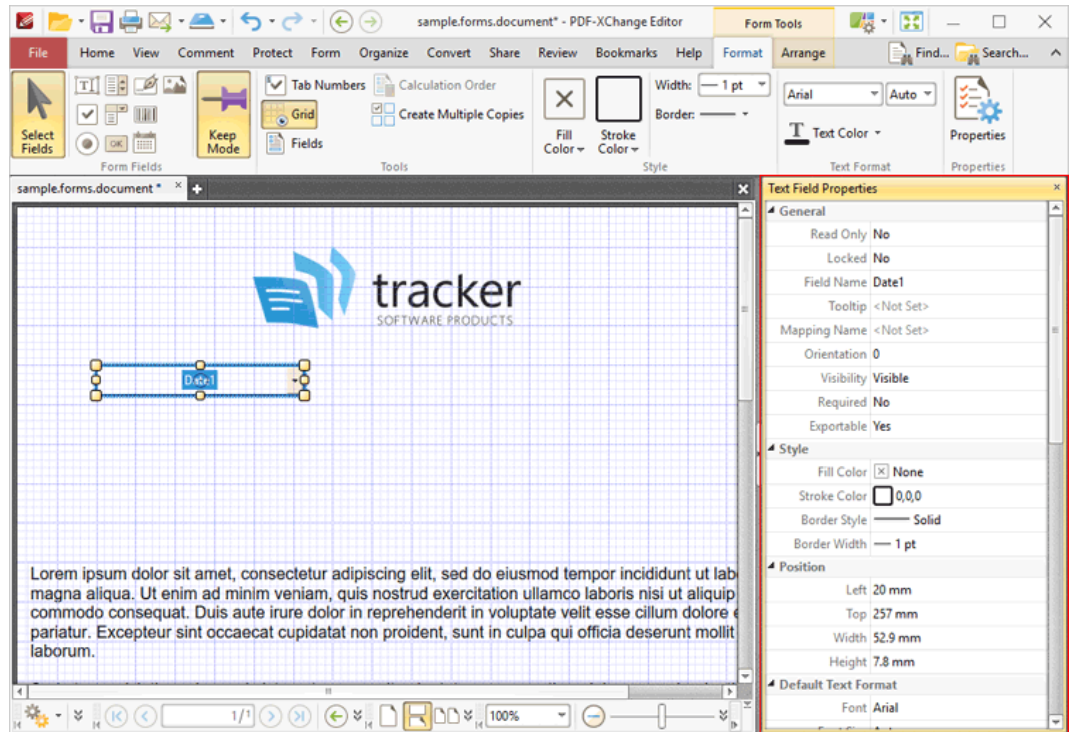 sample.forms.document* - PDF-XChange Editor
Form Tools
File Home View Comment Protect Form Organize Convert Share Review Bookmarks Help Format Arrange Find... Search...
Select Fields
OK
Form Fields
Keep Mode
Tab Numbers
Grid
Fields
Calculation Order
Create Multiple Copies
Tools
Fill Color
Stroke Color
Width: 1 pt
Border:
Style
Arial Auto
Text Color
Text Format
Properties
Properties
sample.forms.document *
tracker
SOFTWARE PRODUCTS
Date1
Lorem ipsum dolor sit amet, consectetur adipiscing elit, sed do eiusmod tempor incididunt ut lab
magna aliqua. Ut enim ad minim veniam, quis nostrud exercitation ullamco laboris nisi ut aliquip
commodo consequat. Duis aute irure dolor in reprehenderit in voluptate velit esse cillum dolore e
pariatur. Excepteur sint occaecat cupidatat non proident, sunt in culpa qui officia deserunt mollit
laborum.
1/1
100%
Text Field Properties
General
Read Only No
Locked No
Field Name Date1
Tooltip <Not Set>
Mapping Name <Not Set>
Orientation 0
Visibility Visible
Required No
Exportable Yes
Style
Fill Color None
Stroke Color 0,0,0
Border Style Solid
Border Width 1 pt
Position
Left 20 mm
Top 257 mm
Width 52.9 mm
Height 7.8 mm
Default Text Format
Font Arial